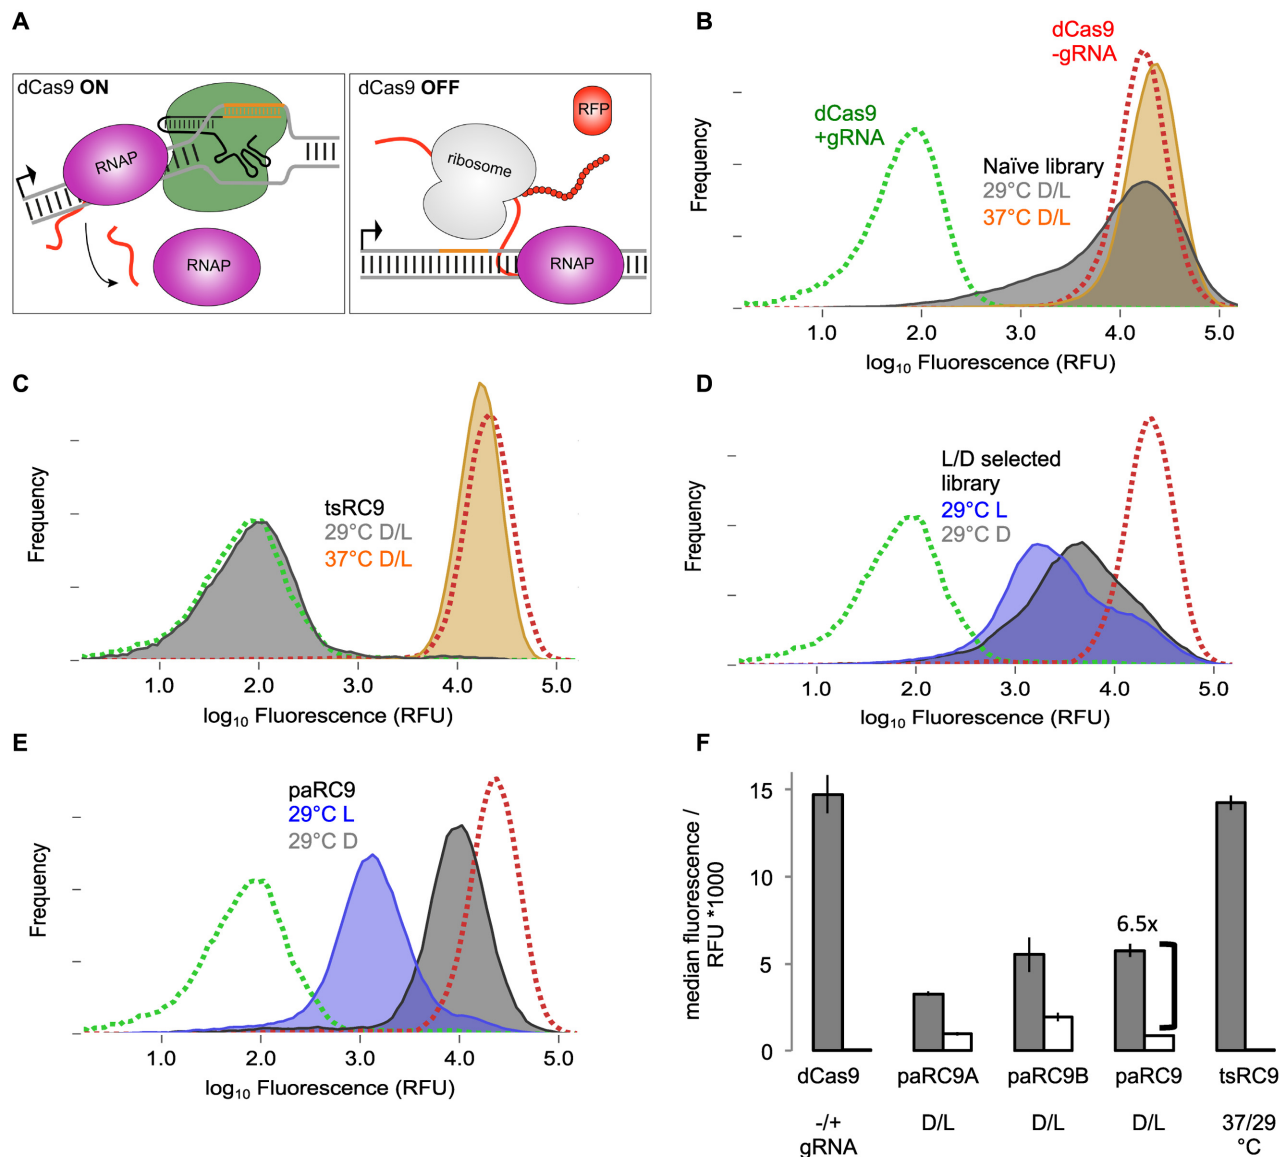 A
dCas9 ON
RNAP
RNAP
dCas9 OFF
ribosome
RFP
RNAP
B
dCas9
-gRNA
dCas9
+gRNA
Naïve library
29°C D/L
37°C D/L
Frequency
1.0 2.0 3.0 4.0 5.0
log10 Fluorescence (RFU)
C
tsRC9
29°C D/L
37°C D/L
Frequency
1.0 2.0 3.0 4.0 5.0
log10 Fluorescence (RFU)
D
L/D selected
library
29°C L
29°C D
Frequency
1.0 2.0 3.0 4.0 5.0
log10 Fluorescence (RFU)
E
paRC9
29°C L
29°C D
Frequency
1.0 2.0 3.0 4.0 5.0
log10 Fluorescence (RFU)
F
median fluorescence /
RFU *1000
15
10
5
0
6.5x
dCas9 paRC9A paRC9B paRC9 tsRC9
-/+ D/L D/L D/L 37/29
gRNA °C